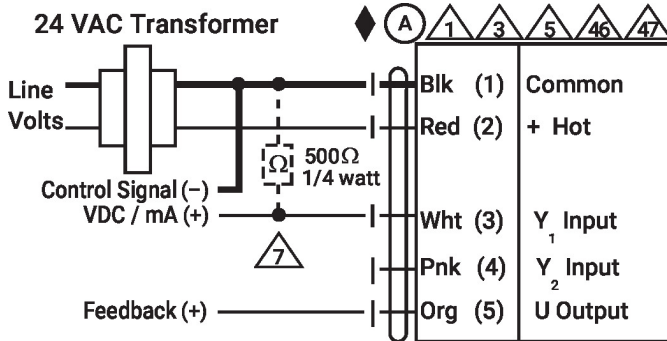 24 VAC Transformer
A 1 3 5 46 47
Line
Volts
Blk (1) Common
Red (2) + Hot
Ω 500Ω
1/4 watt
Control Signal (–)
VDC / mA (+)
Wht (3) Y1 Input
7
Pnk (4) Y2 Input
Feedback (+)
Org (5) U Output